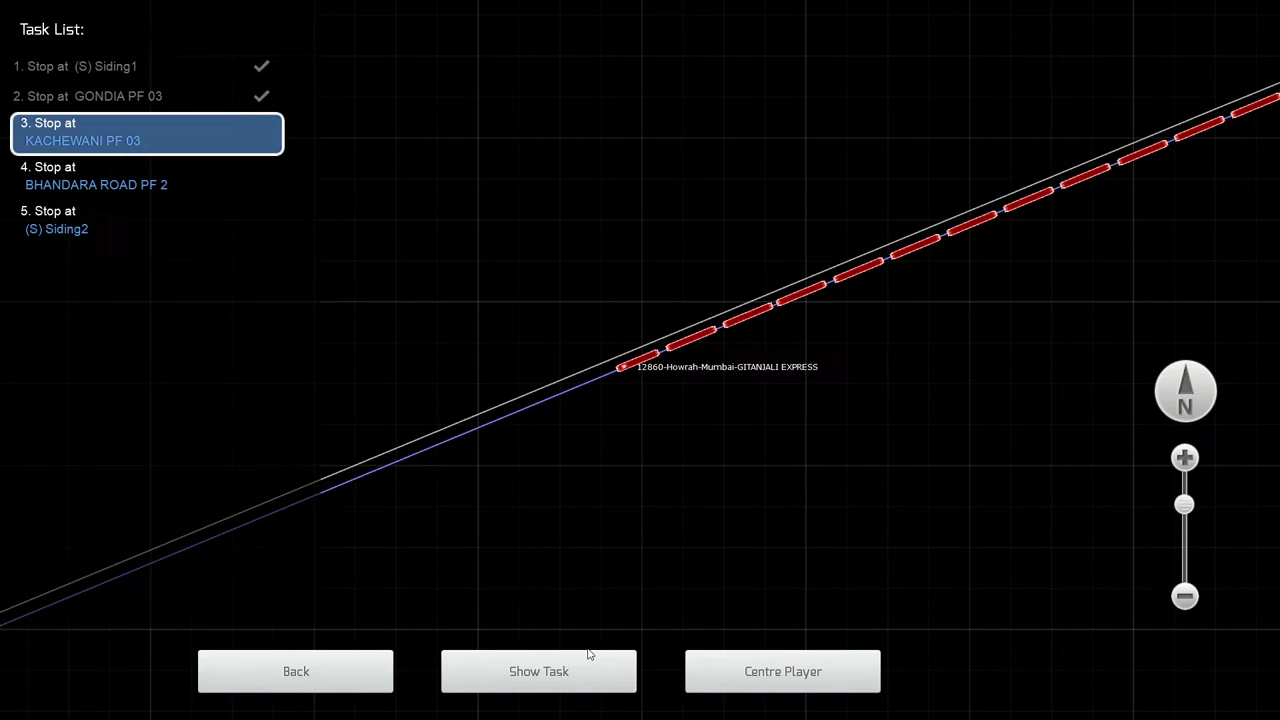 Task List:
1. Stop at (S) Siding1
2. Stop at GONDIA PF 03
3. Stop at
KACHEWANI PF 03
4. Stop at
BHANDARA ROAD PF 2
5. Stop at
(S) Siding2
12860-Howrah-Mumbai-GITANJALI EXPRESS
N
Back
Show Task
Centre Player